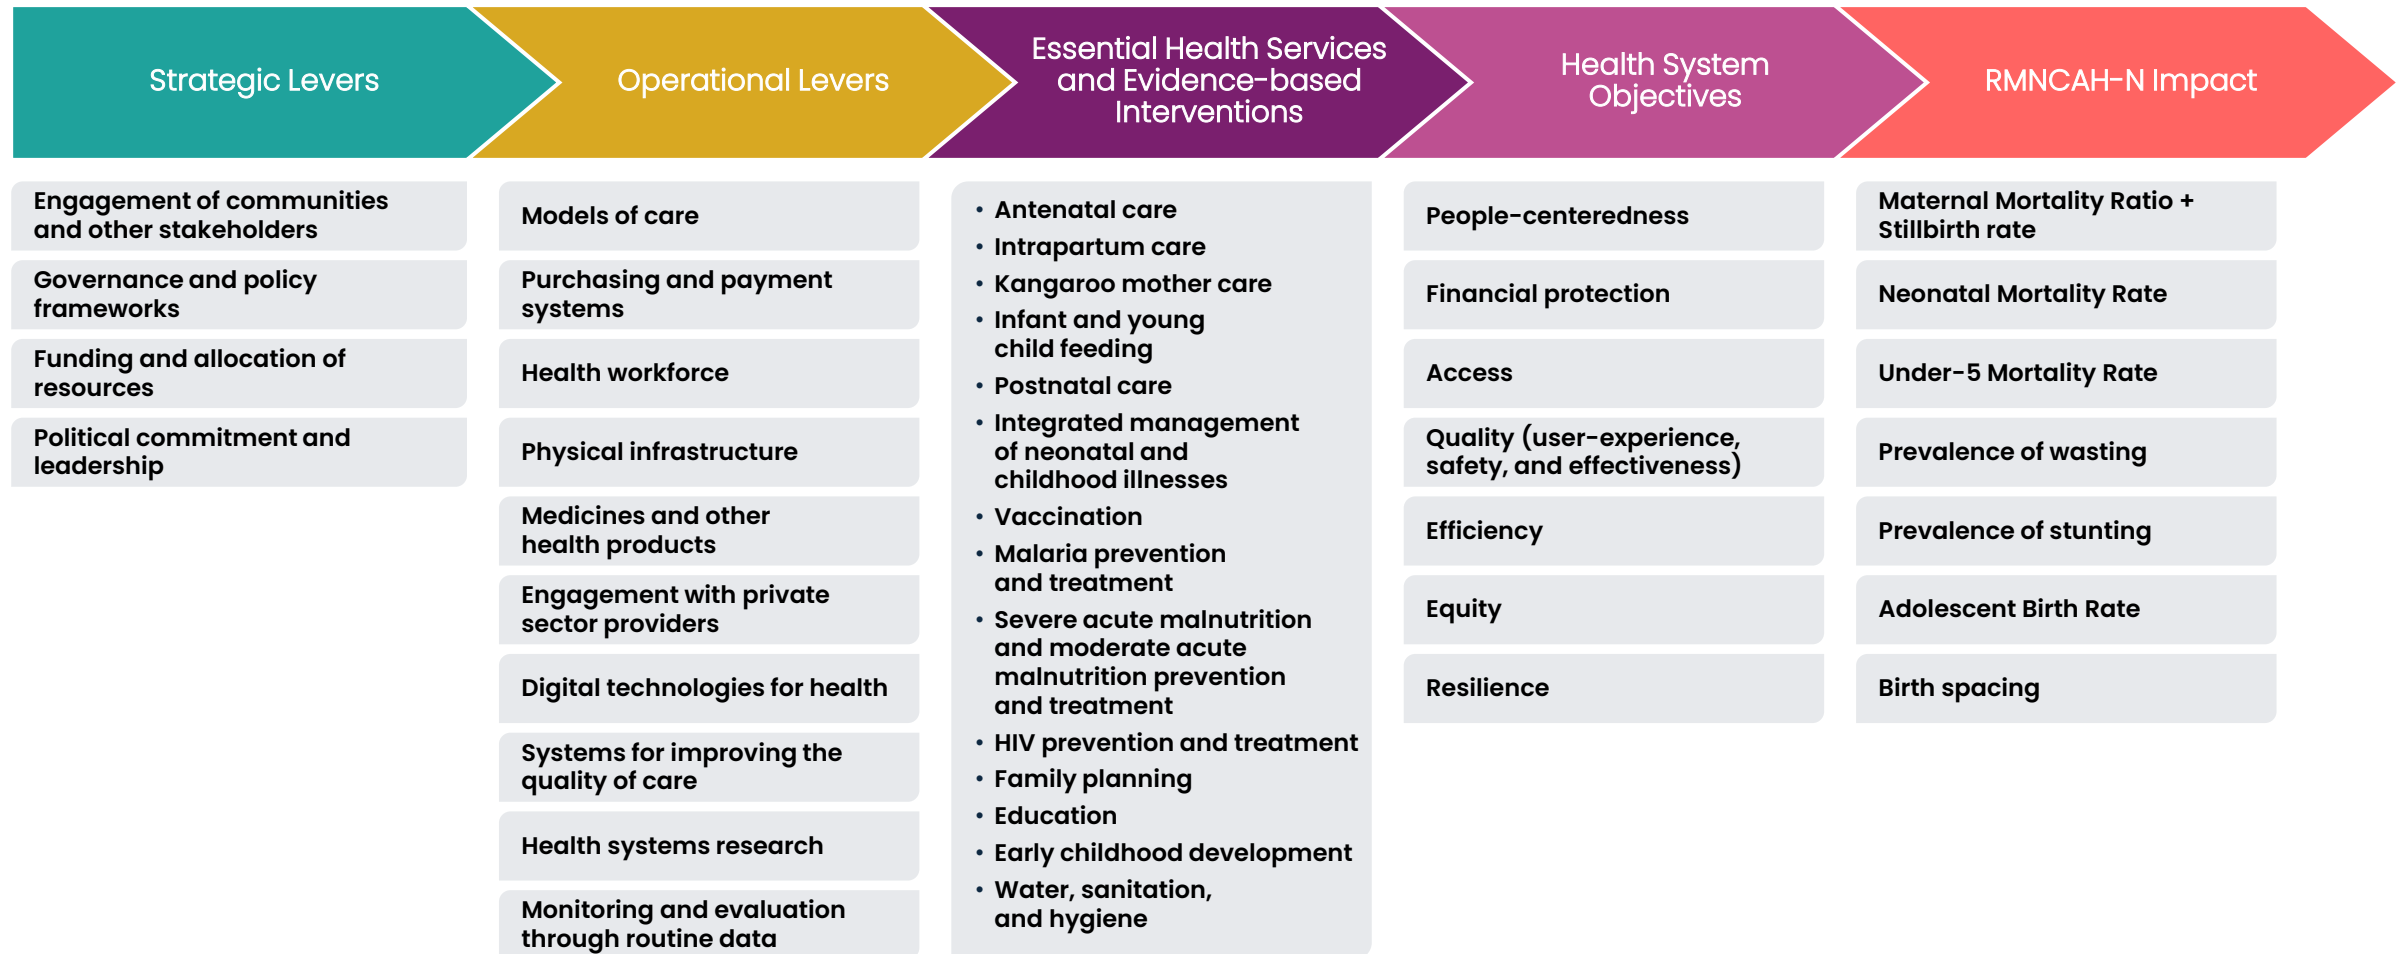 Strategic Levers
Operational Levers
Essential Health Services
and Evidence-based
Interventions
Health System
Objectives
RMNCAH-N Impact
Engagement of communities
and other stakeholders
Governance and policy
frameworks
Funding and allocation of
resources
Political commitment and
leadership
Models of care
Purchasing and payment
systems
Health workforce
Physical infrastructure
Medicines and other
health products
Engagement with private
sector providers
Digital technologies for health
Systems for improving the
quality of care
Health systems research
Monitoring and evaluation
through routine data
• Antenatal care
• Intrapartum care
• Kangaroo mother care
• Infant and young
child feeding
• Postnatal care
• Integrated management
of neonatal and
childhood illnesses
• Vaccination
• Malaria prevention
and treatment
• Severe acute malnutrition
and moderate acute
malnutrition prevention
and treatment
• HIV prevention and treatment
• Family planning
• Education
• Early childhood development
• Water, sanitation,
and hygiene
People-centeredness
Financial protection
Access
Quality (user-experience,
safety, and effectiveness)
Efficiency
Equity
Resilience
Maternal Mortality Ratio +
Stillbirth rate
Neonatal Mortality Rate
Under-5 Mortality Rate
Prevalence of wasting
Prevalence of stunting
Adolescent Birth Rate
Birth spacing